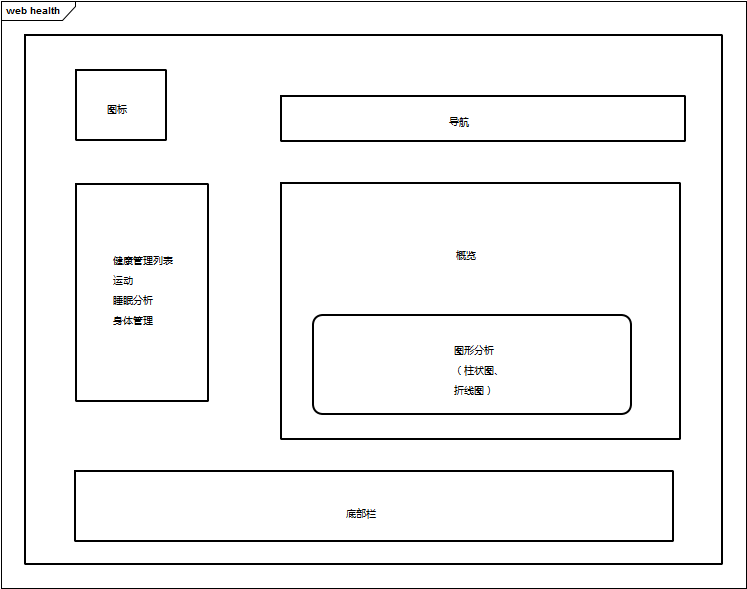 web health
图标
导航
健康管理列表
运动
睡眠分析
身体管理
概览
图形分析
（柱状图、
折线图）
底部栏